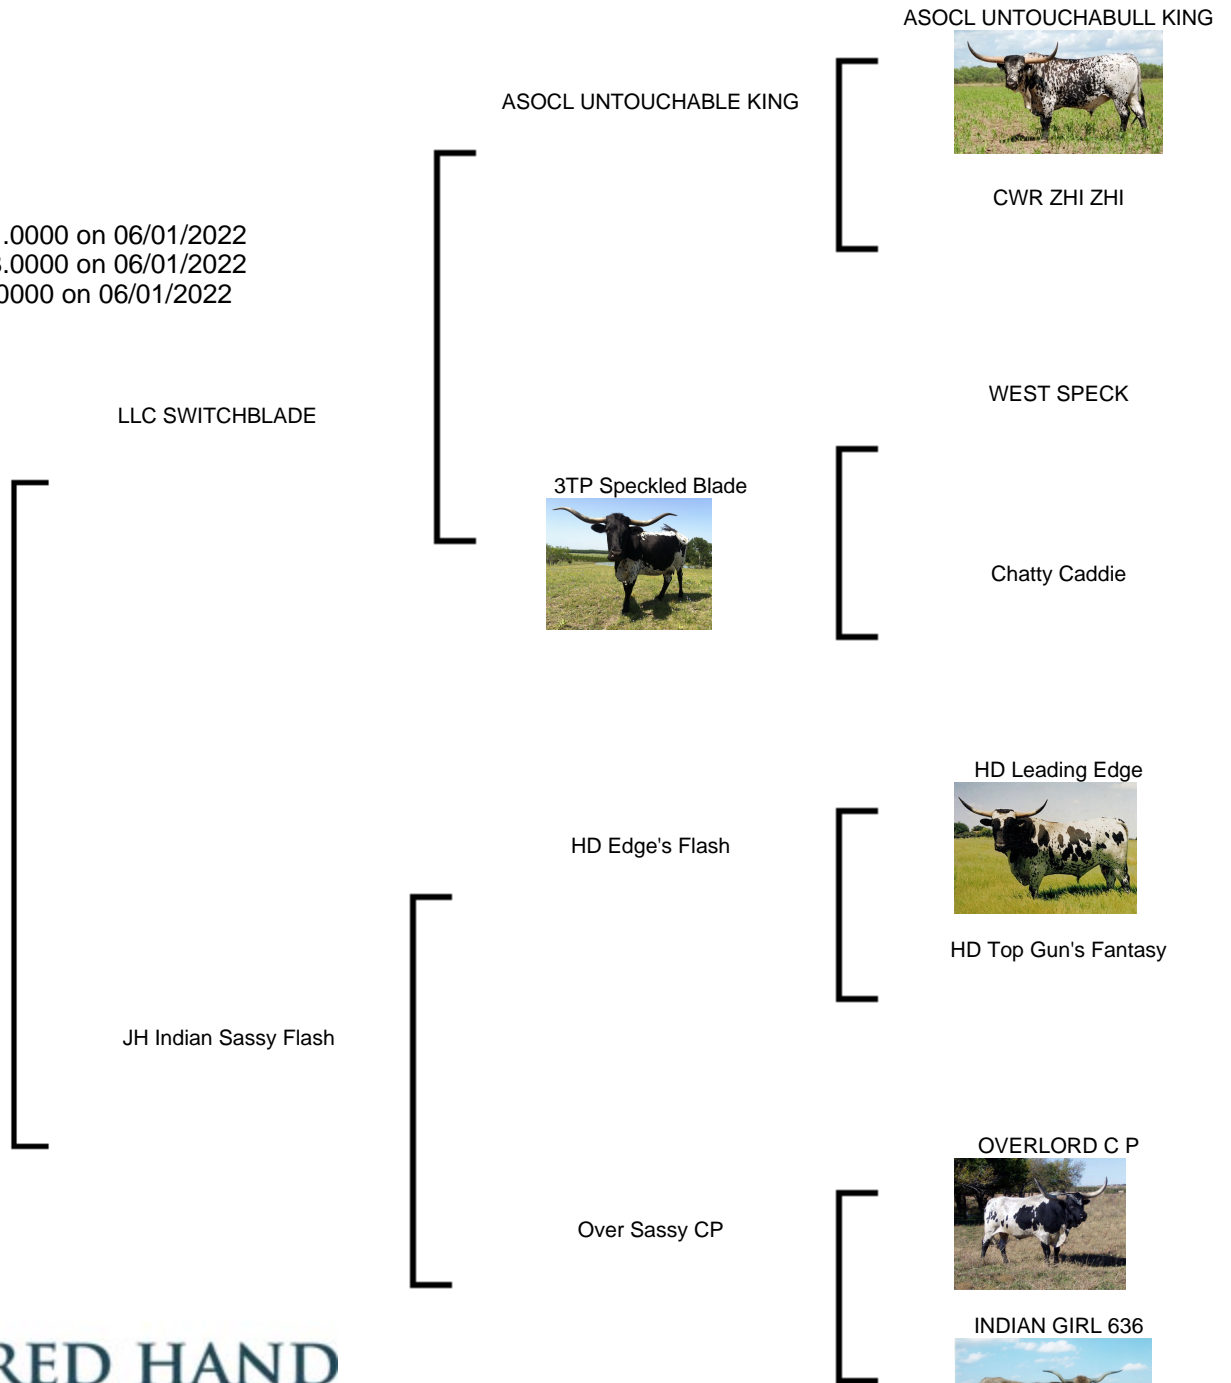 ASOCL UNTOUCHABULL KING
ASOCL UNTOUCHABLE KING
CWR ZHI ZHI
.0000 on 06/01/2022
.0000 on 06/01/2022
0000 on 06/01/2022
WEST SPECK
LLC SWITCHBLADE
3TP Speckled Blade
Chatty Caddie
HD Leading Edge
HD Edge's Flash
HD Top Gun's Fantasy
JH Indian Sassy Flash
OVERLORD C P
Over Sassy CP
INDIAN GIRL 636
RED HAND